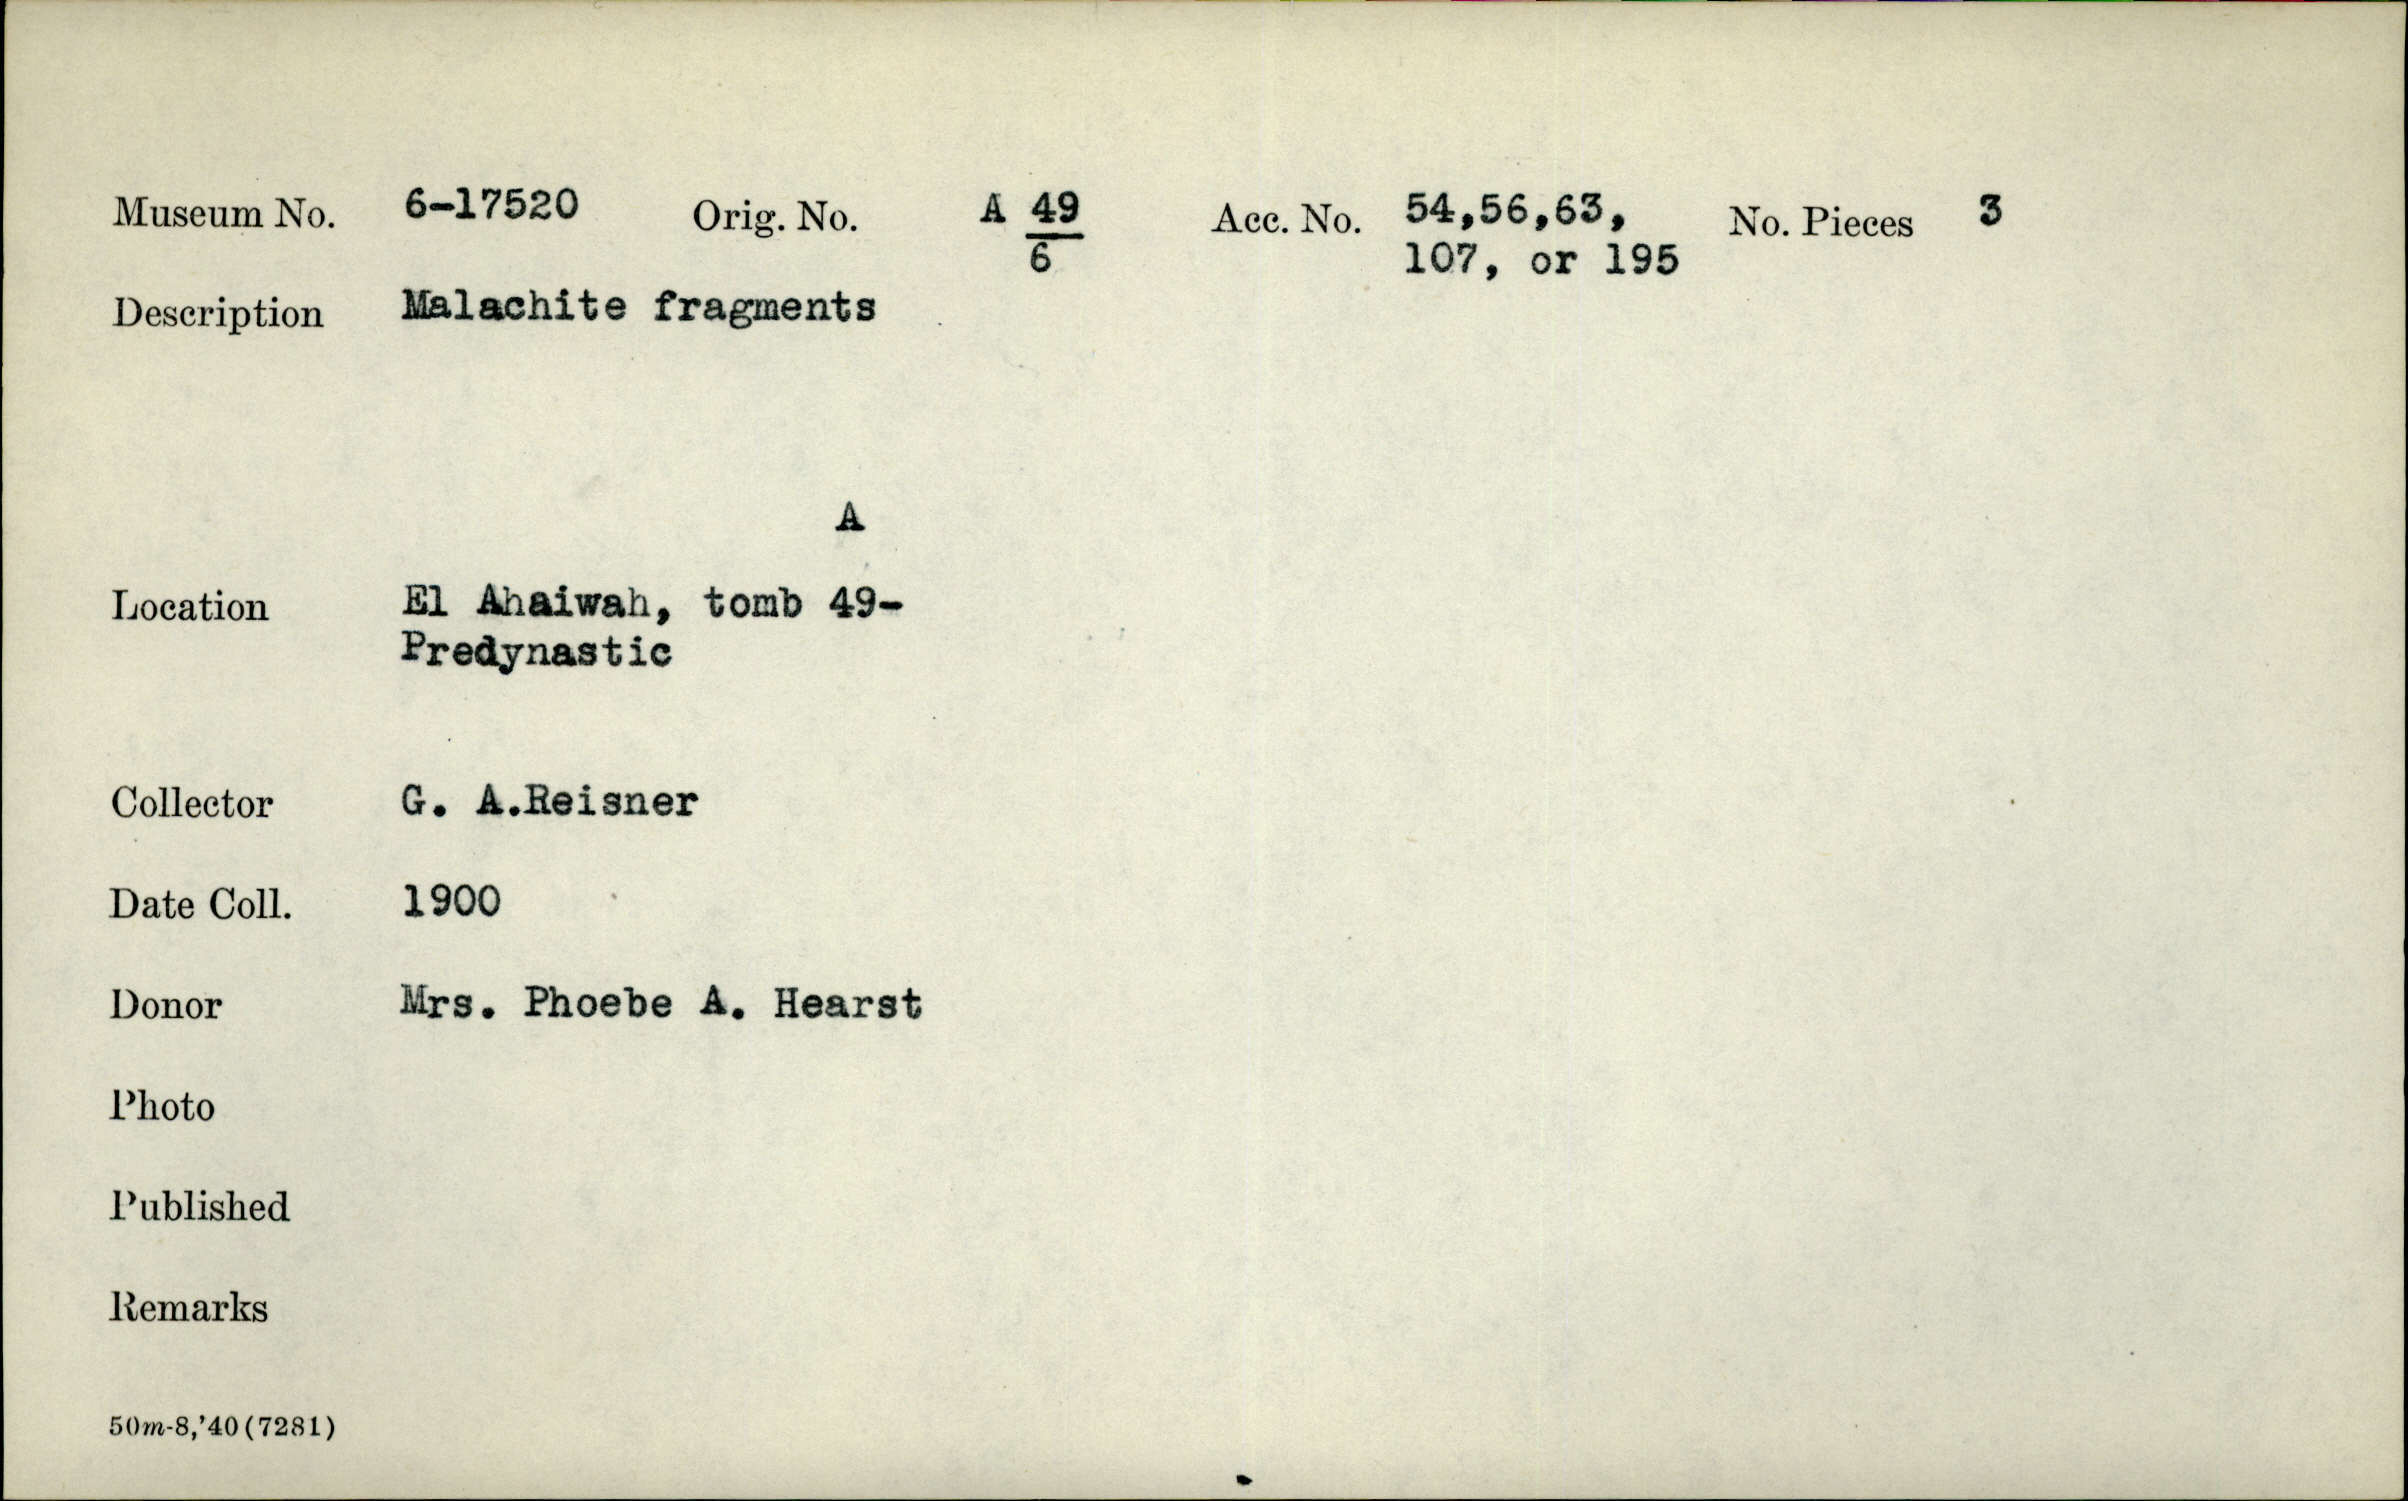 Museum No. 6-17520 Orig. No. A 49 Acc. No. 54,56,63, No. Pieces 3
6 107, or 195
Description Malachite fragments
A
Location El Ahaiwah, tomb 49-
Predynastic
Collector G. A.Reisner
Date Coll. 1900
Donor Mrs. Phoebe A. Hearst
Photo
Published
Remarks
50m-8,'40(7281)